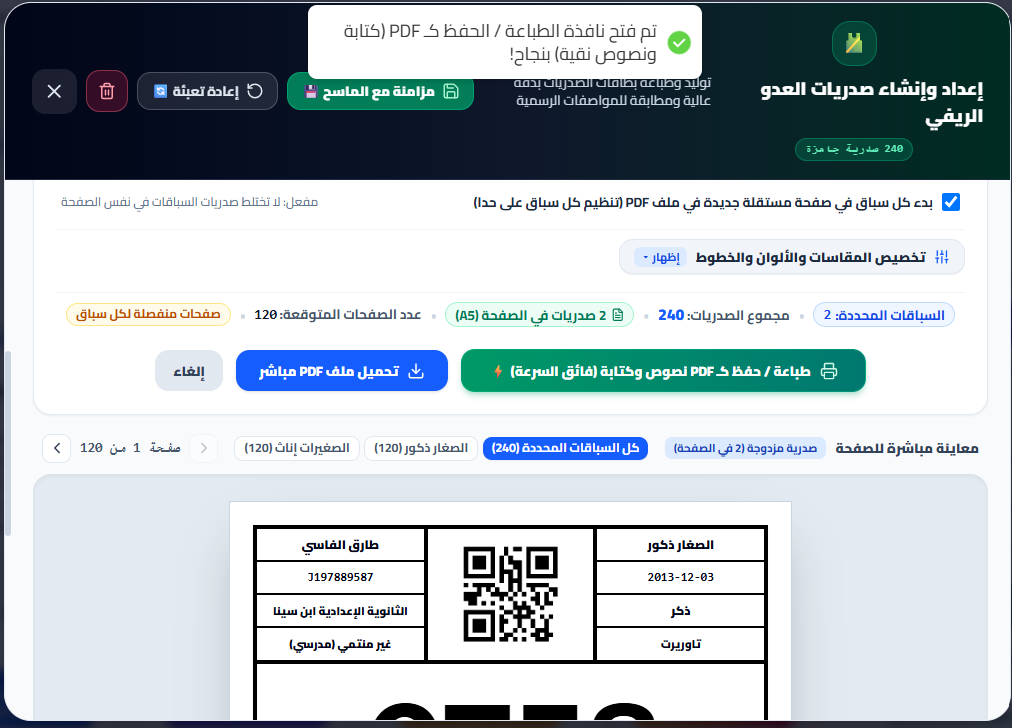 تم فتح نافذة الطباعة / الحفظ كـ PDF (كتابة
ونصوص نقية) بنجاح!
إعداد وإنشاء صدريات العدو
الريفي
240 صدرية جاهزة
توليد وطباعة بطاقات الصدريات بدقة
عالية ومطابقة للمواصفات الرسمية
مزامنة مع الماسح
إعادة تعبئة
بدء كل سباق في صفحة مستقلة جديدة في ملف PDF (تنظيم كل سباق على حدا)
مفعل: لا تختلط صدريات السباقات في نفس الصفحة
تخصيص المقاسات والألوان والخطوط
إظهار
السباقات المحددة: 2
مجموع الصدريات: 240
2 صدريات في الصفحة (A5)
عدد الصفحات المتوقعة: 120
صفحات منفصلة لكل سباق
طباعة / حفظ كـ PDF نصوص وكتابة (فائق السرعة)
تحميل ملف PDF مباشر
إلغاء
معاينة مباشرة للصفحة
صدرية مزدوجة (2 في الصفحة)
كل السباقات المحددة (240)
الصغار ذكور (120)
الصغيرات إناث (120)
صفحة 1 من 120
الصغار ذكور
2013-12-03
ذكر
تاوريرت
طارق الفاسي
J197889587
الثانوية الإعدادية ابن سينا
غير منتمي (مدرسي)